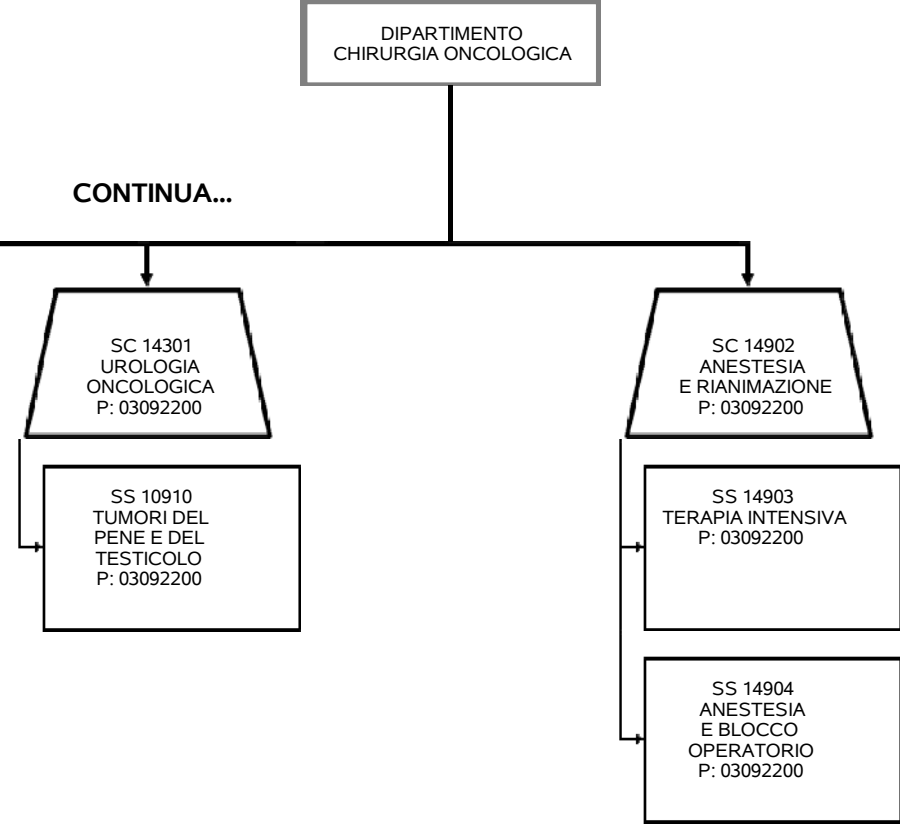 DIPARTIMENTO
CHIRURGIA ONCOLOGICA
CONTINUA...
SC 14301
UROLOGIA
ONCOLOGICA
P: 03092200
SC 14902
ANESTESIA
E RIANIMAZIONE
P: 03092200
SS 10910
TUMORI DEL
PENE E DEL
TESTICOLO
P: 03092200
SS 14903
TERAPIA INTENSIVA
P: 03092200
SS 14904
ANESTESIA
E BLOCCO
OPERATORIO
P: 03092200